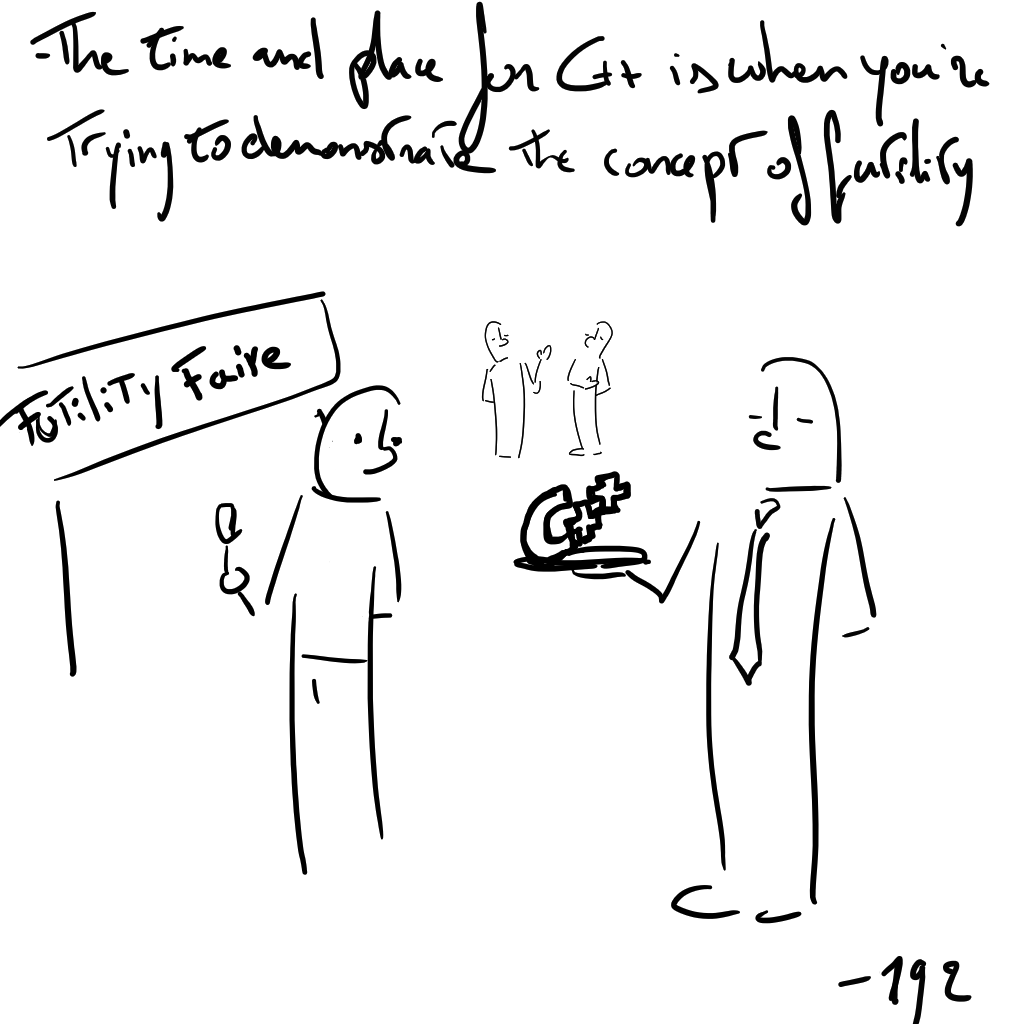 -The time and place for C++ is when you're
Trying to demonstrate the concept of futility
Futility Faire
C++
-192